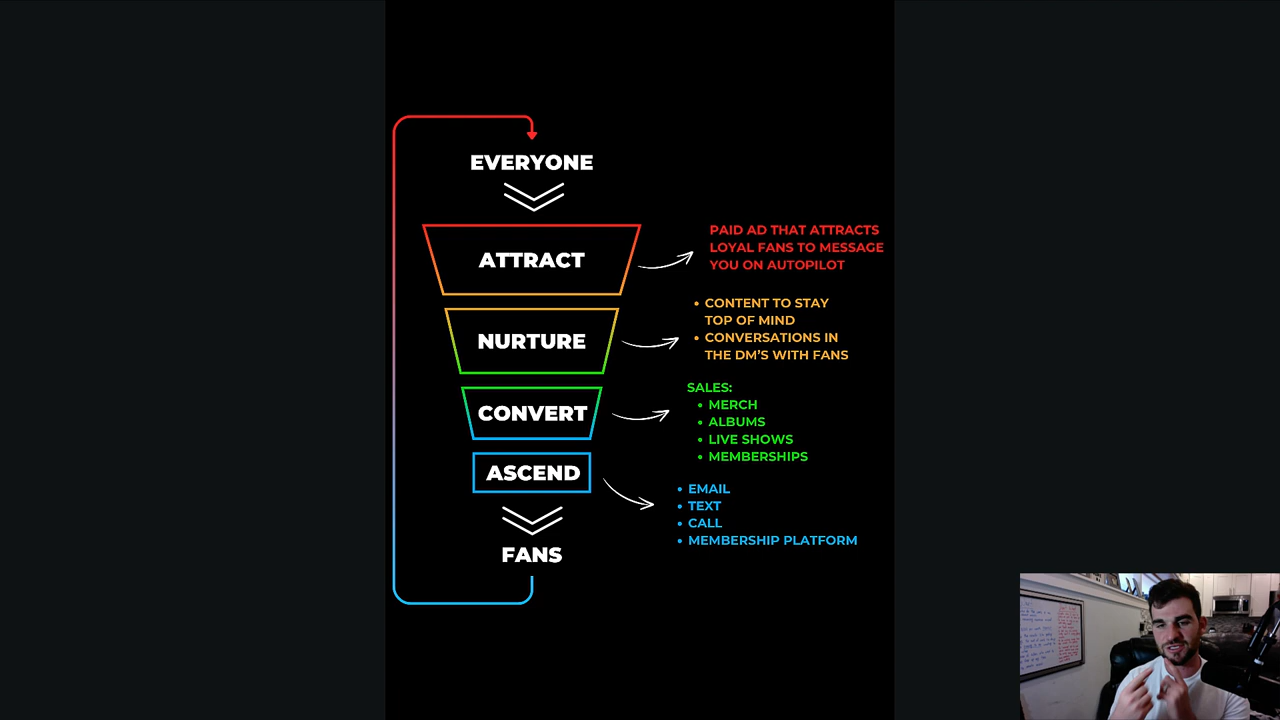 EVERYONE
ATTRACT
PAID AD THAT ATTRACTS
LOYAL FANS TO MESSAGE
YOU ON AUTOPILOT
NURTURE
• CONTENT TO STAY
TOP OF MIND
• CONVERSATIONS IN
THE DM'S WITH FANS
CONVERT
SALES:
• MERCH
• ALBUMS
• LIVE SHOWS
• MEMBERSHIPS
ASCEND
• EMAIL
• TEXT
• CALL
• MEMBERSHIP PLATFORM
FANS